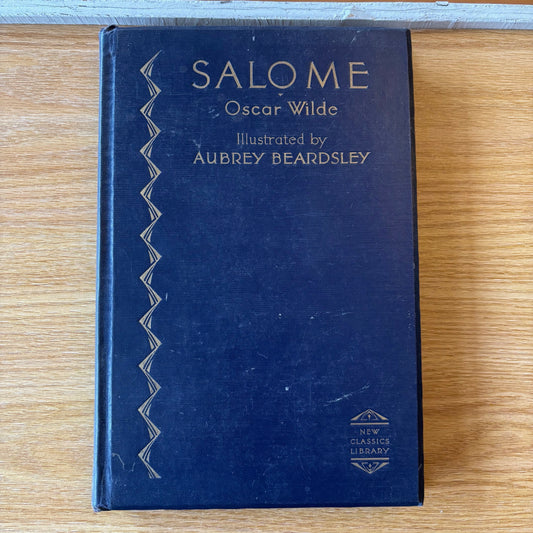 SALOME
Oscar Wilde
Illustrated by
AUBREY BEARDSLEY
NEW
CLASSICS
LIBRARY